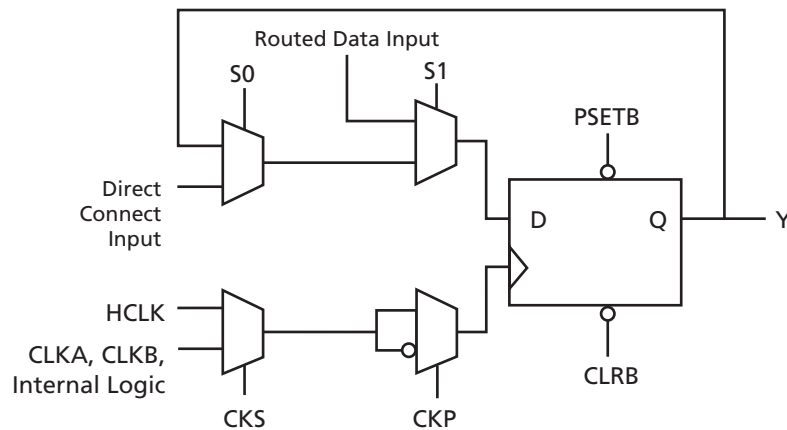 Routed Data Input
S0
S1
PSETB
Direct
Connect
Input
D
Q
Y
HCLK
CLKA, CLKB,
Internal Logic
CLRB
CKS
CKP